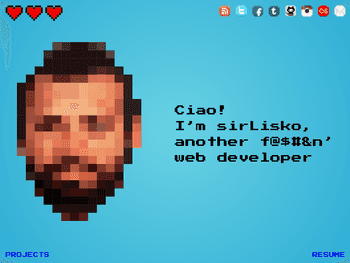 Ciao!
I'm sirLisko,
another f@$#&n'
web developer
PROJECTS
RESUME